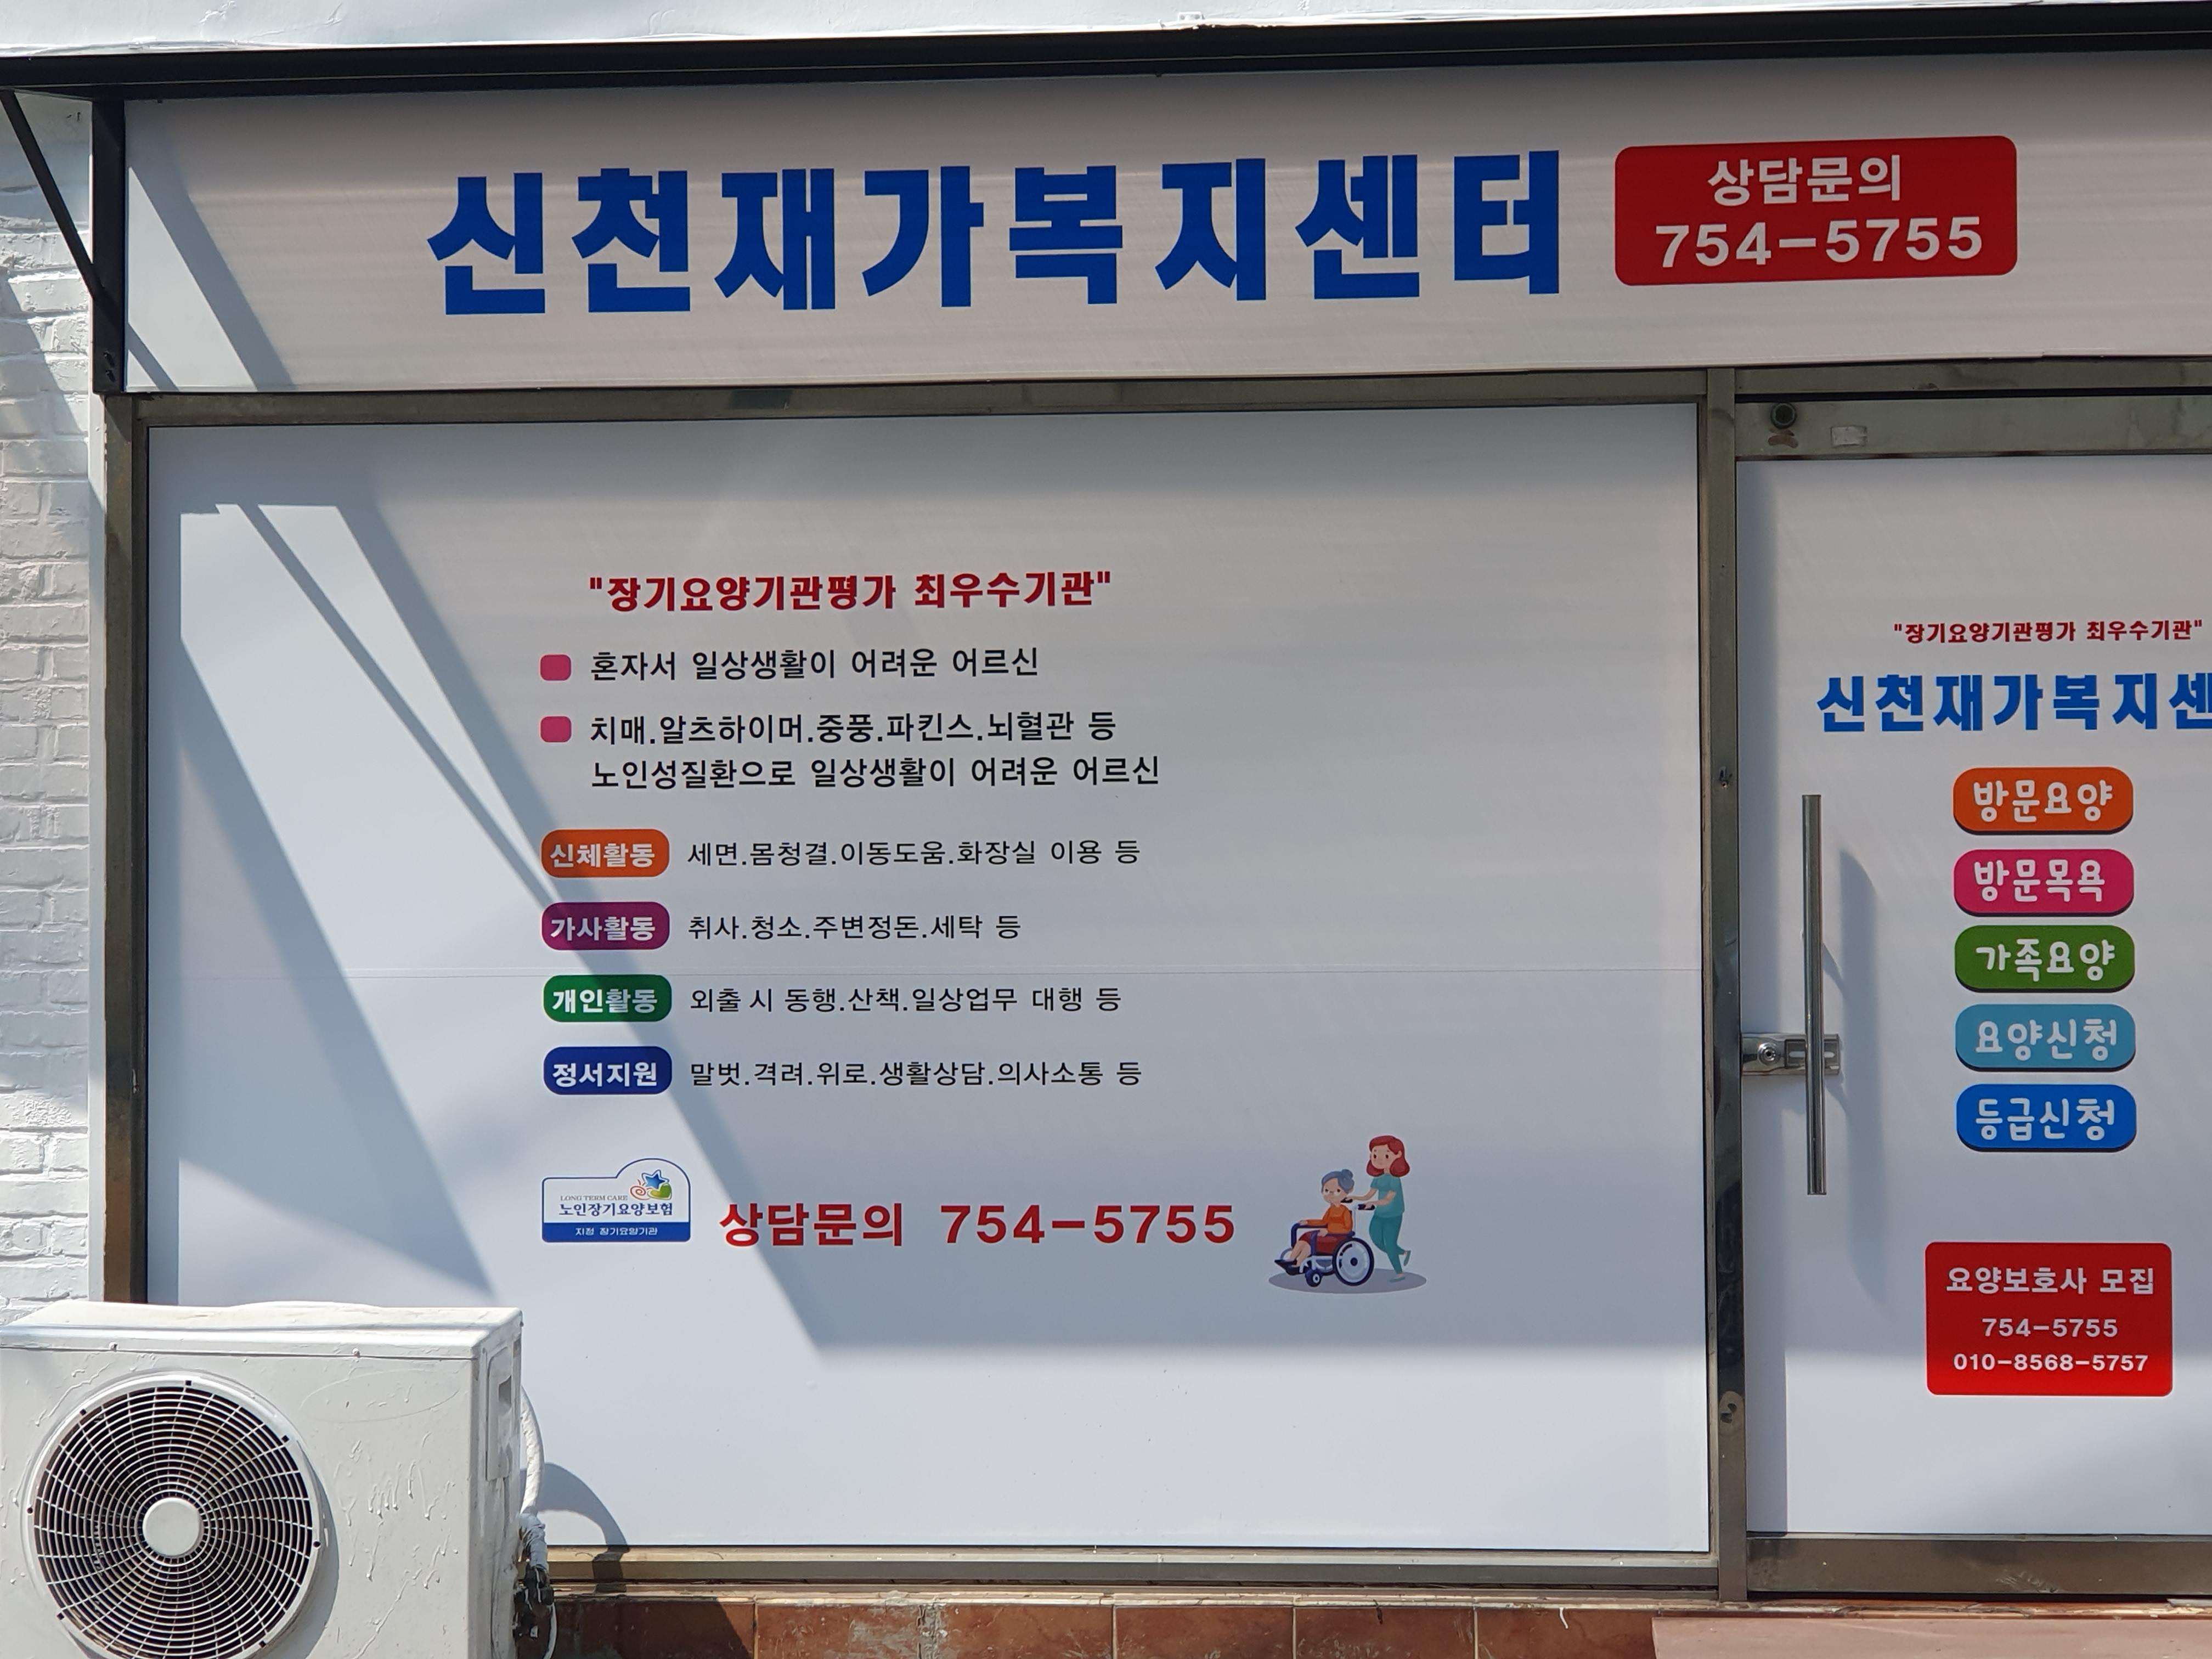 신천재가복지센터
상담문의
754-5755
"장기요양기관평가 최우수기관"
혼자서 일상생활이 어려운 어르신
치매.알츠하이머.중풍.파킨스.뇌혈관 등
노인성질환으로 일상생활이 어려운 어르신
신체활동 세면.몸청결.이동도움.화장실 이용 등
가사활동 취사.청소.주변정돈.세탁 등
개인활동 외출 시 동행.산책.일상업무 대행 등
정서지원 말벗.격려.위로.생활상담.의사소통 등
LONG TERM CARE
노인장기요양보험
지정 장기요양기관
상담문의 754-5755
"장기요양기관평가 최우수기관"
신천재가복지센
방문요양
방문목욕
가족요양
요양신청
등급신청
요양보호사 모집
754-5755
010-8568-5757